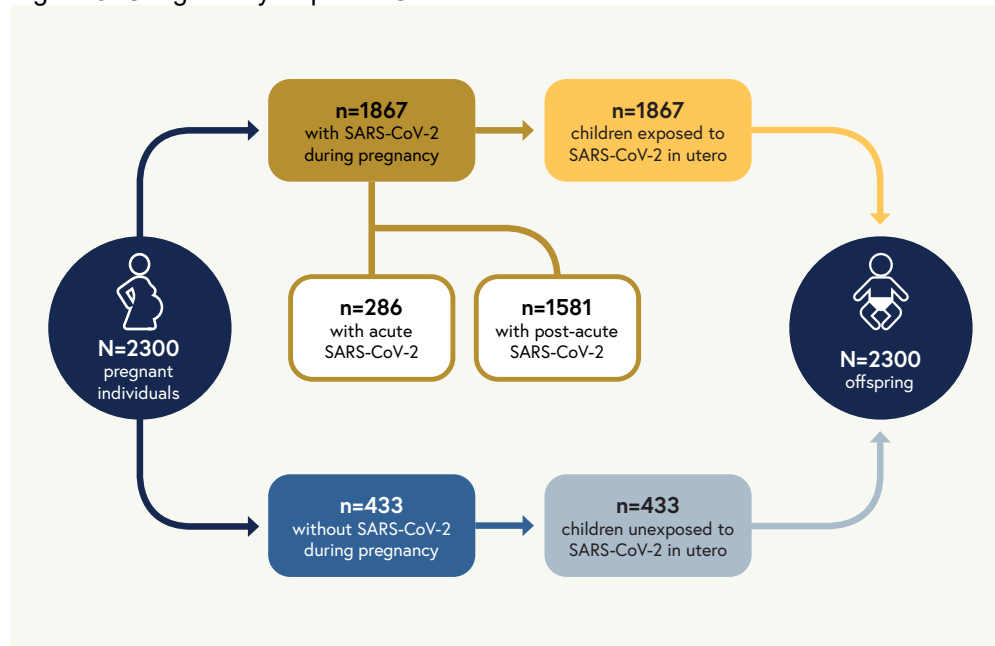 n=1867
with SARS-CoV-2
during pregnancy
n=1867
children exposed to
SARS-CoV-2 in utero
n=286
with acute
SARS-CoV-2
n=1581
with post-acute
SARS-CoV-2
N=2300
pregnant
individuals
N=2300
offspring
n=433
without SARS-CoV-2
during pregnancy
n=433
children unexposed to
SARS-CoV-2 in utero